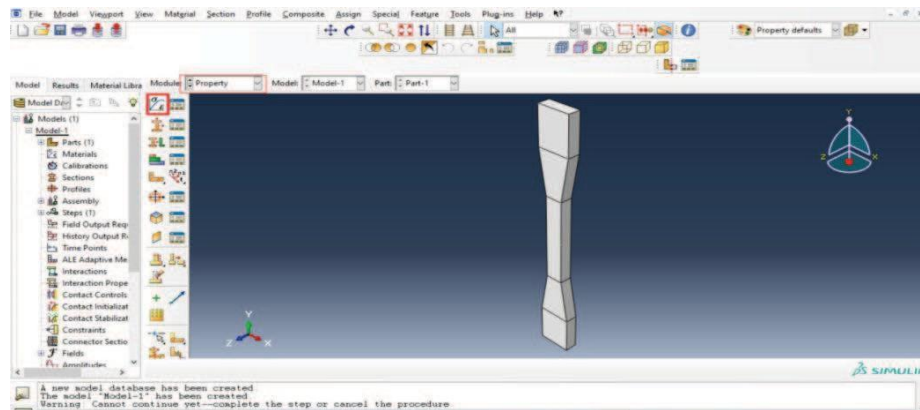 File Model Viewport View Material Section Profile Composite Assign Special Feature Tools Plug-ins Help
All
Property defaults
Model Results Material Libra Module: Property Model: Model-1 Part: Part-1
Model Da
Models (1)
Model-1
Parts (1)
Materials
Calibrations
Sections
Profiles
Assembly
Steps (1)
Field Output Req
History Output R
Time Points
ALE Adaptive Me
Interactions
Interaction Prope
Contact Controls
Contact Initializat
Contact Stabilizat
Constraints
Connector Sectio
Fields
Amplitudes
Y
Z X
Y
Z X
SIMULI
A new model database has been created
The model "Model-1" has been created
Warning Cannot continue yet--complete the step or cancel the procedure